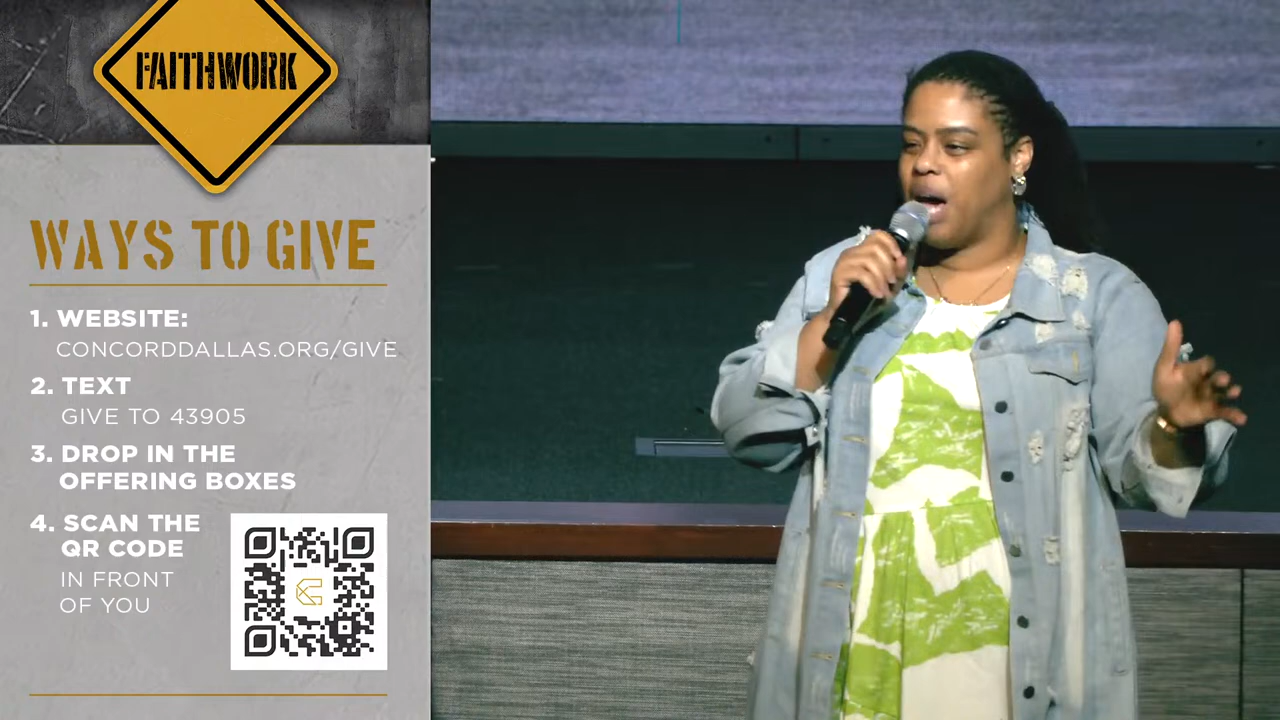 FAITHWORK
WAYS TO GIVE
1. WEBSITE:
CONCORDDALLAS.ORG/GIVE
2. TEXT
GIVE TO 43905
3. DROP IN THE
OFFERING BOXES
4. SCAN THE
QR CODE
IN FRONT
OF YOU